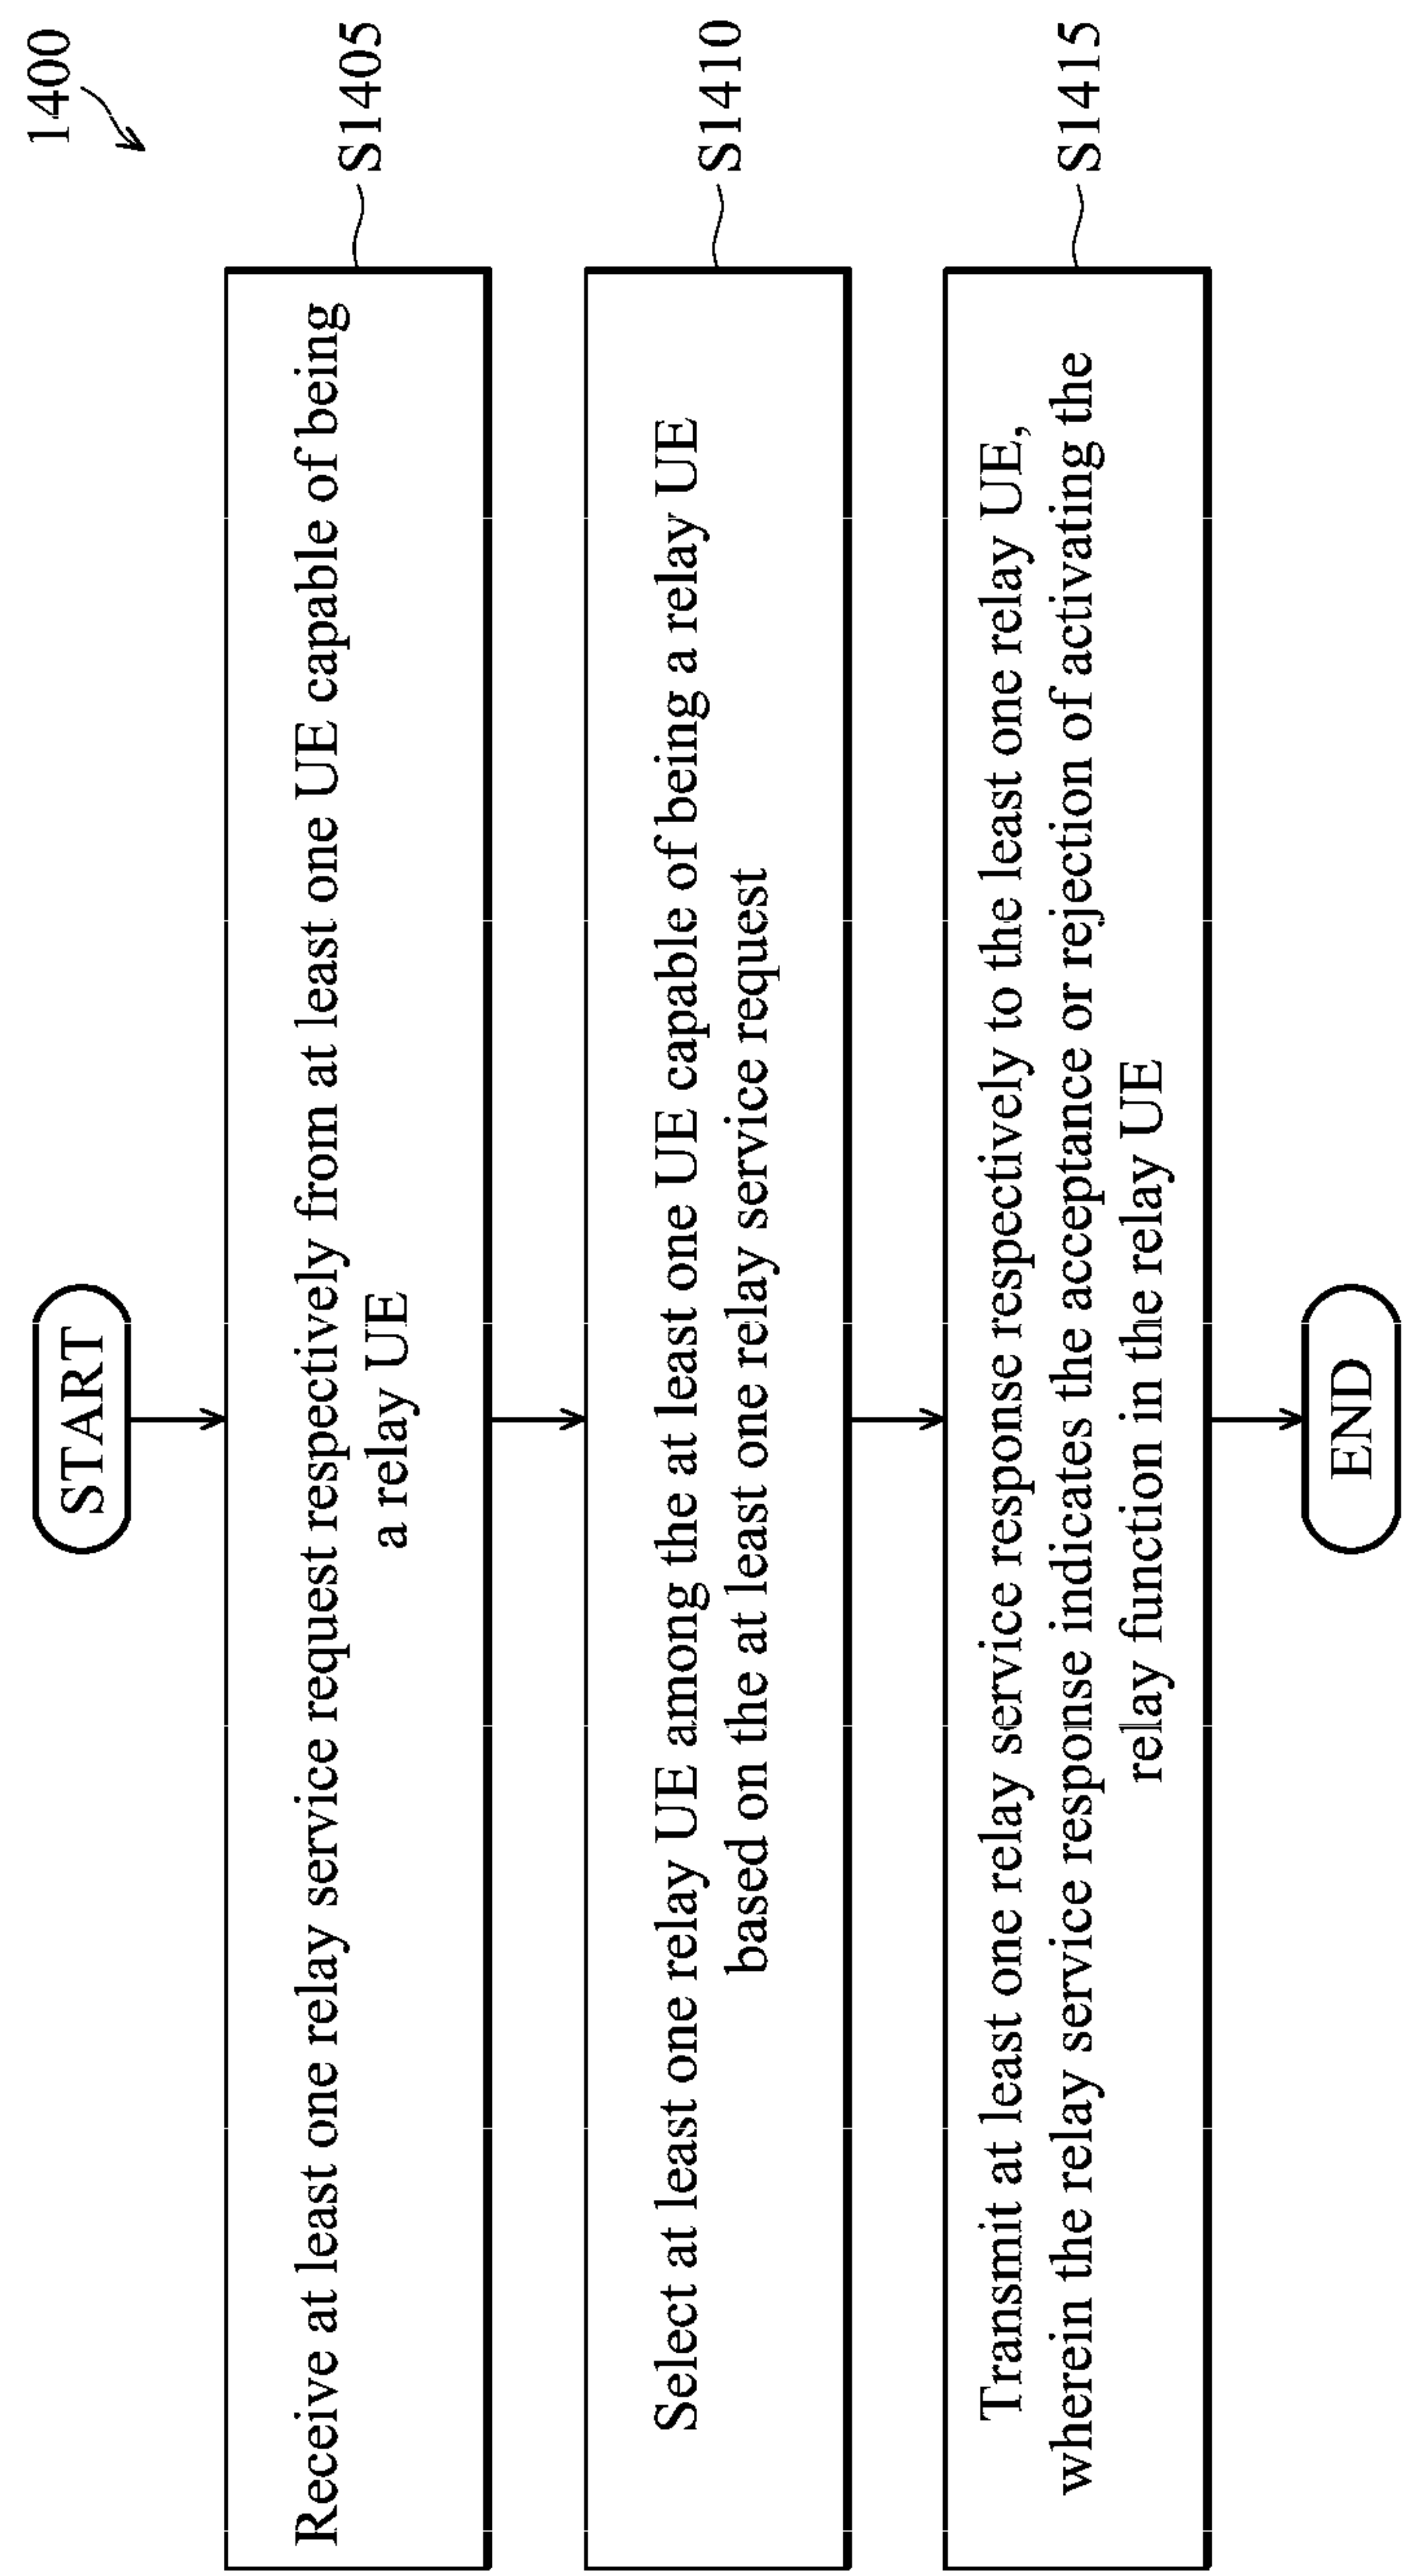 1400
START
Receive at least one relay service request respectively from at least one UE capable of being
a relay UE
S1405
Select at least one relay UE among the at least one UE capable of being a relay UE
based on the at least one relay service request
S1410
Transmit at least one relay service response respectively to the least one relay UE,
wherein the relay service response indicates the acceptance or rejection of activating the
relay function in the relay UE
S1415
END